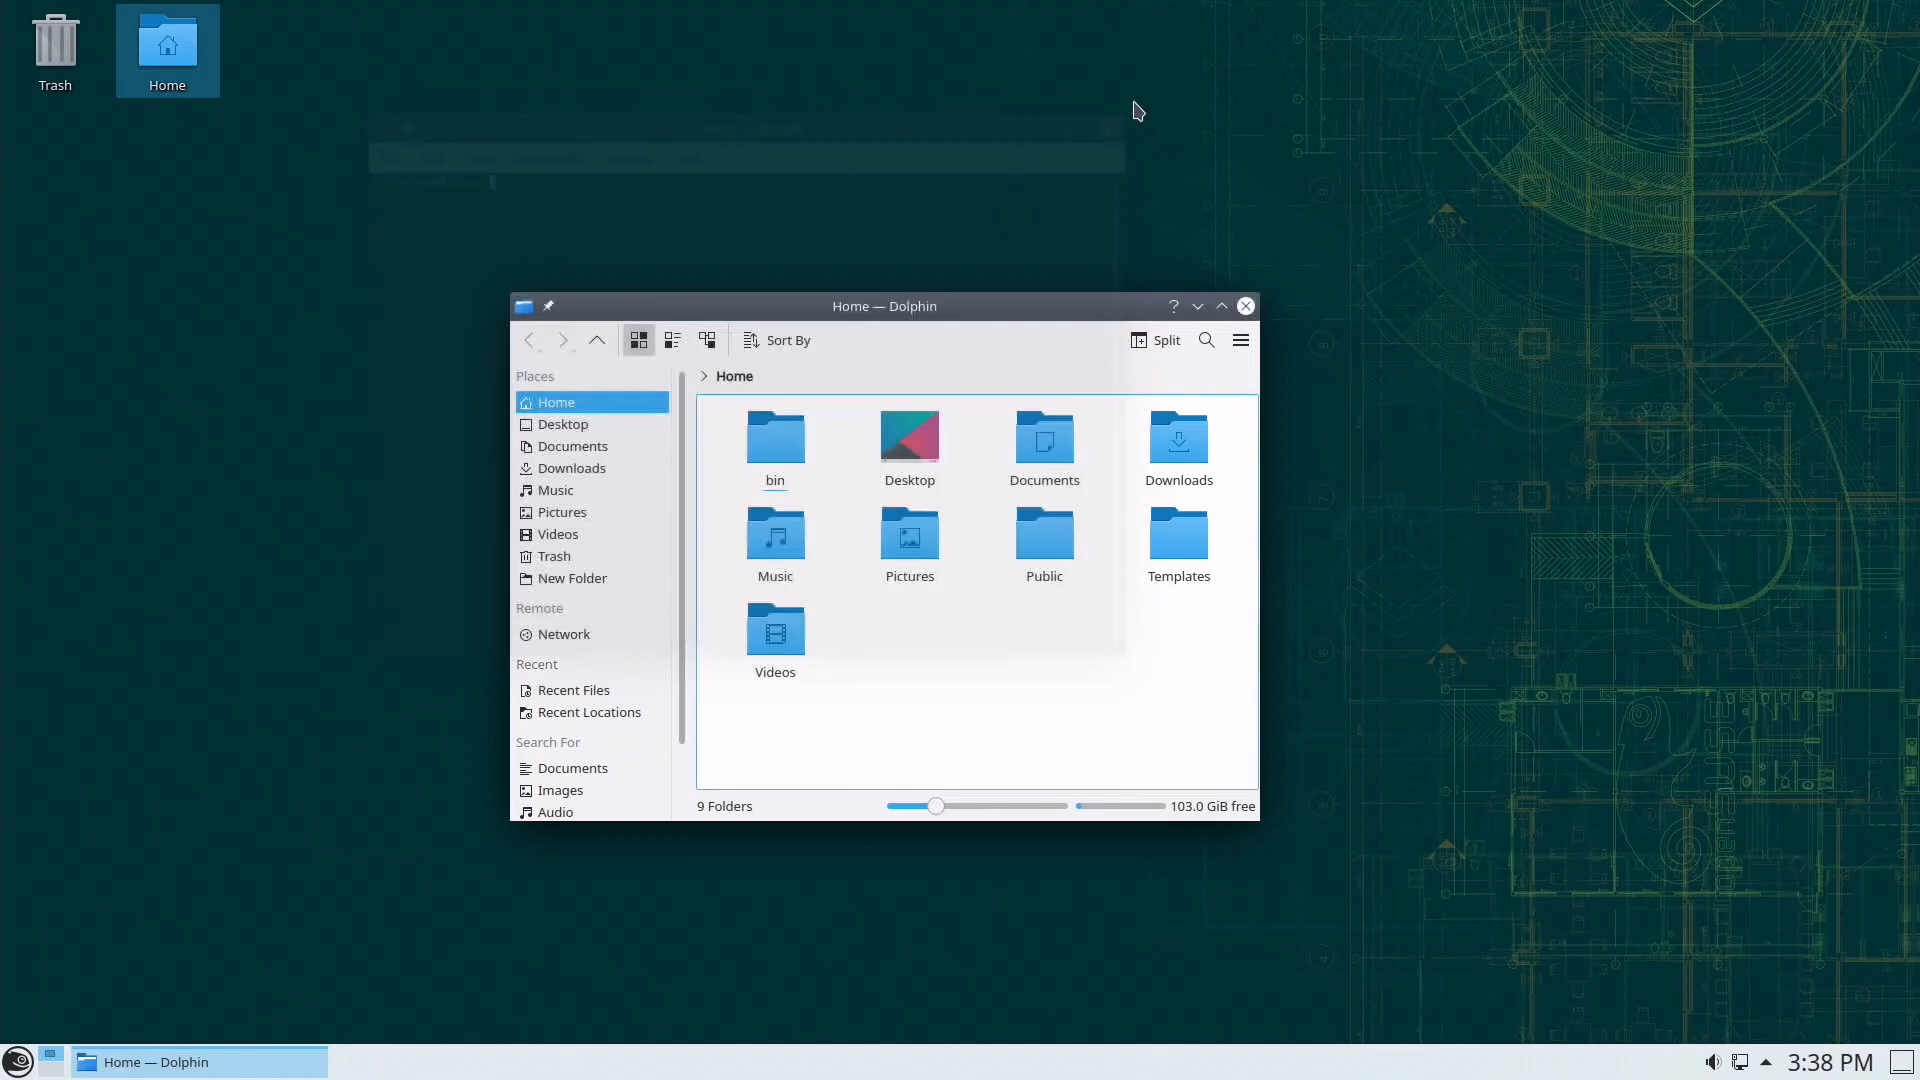 Trash
Home
Home — Dolphin
Sort By
Split
Places
Home
Home
Desktop
Documents
Downloads
Music
Pictures
Videos
Trash
New Folder
Remote
Network
Recent
Recent Files
Recent Locations
Search For
Documents
Images
Audio
bin
Desktop
Documents
Downloads
Music
Pictures
Public
Templates
Videos
9 Folders
103.0 GiB free
Home — Dolphin
3:38 PM